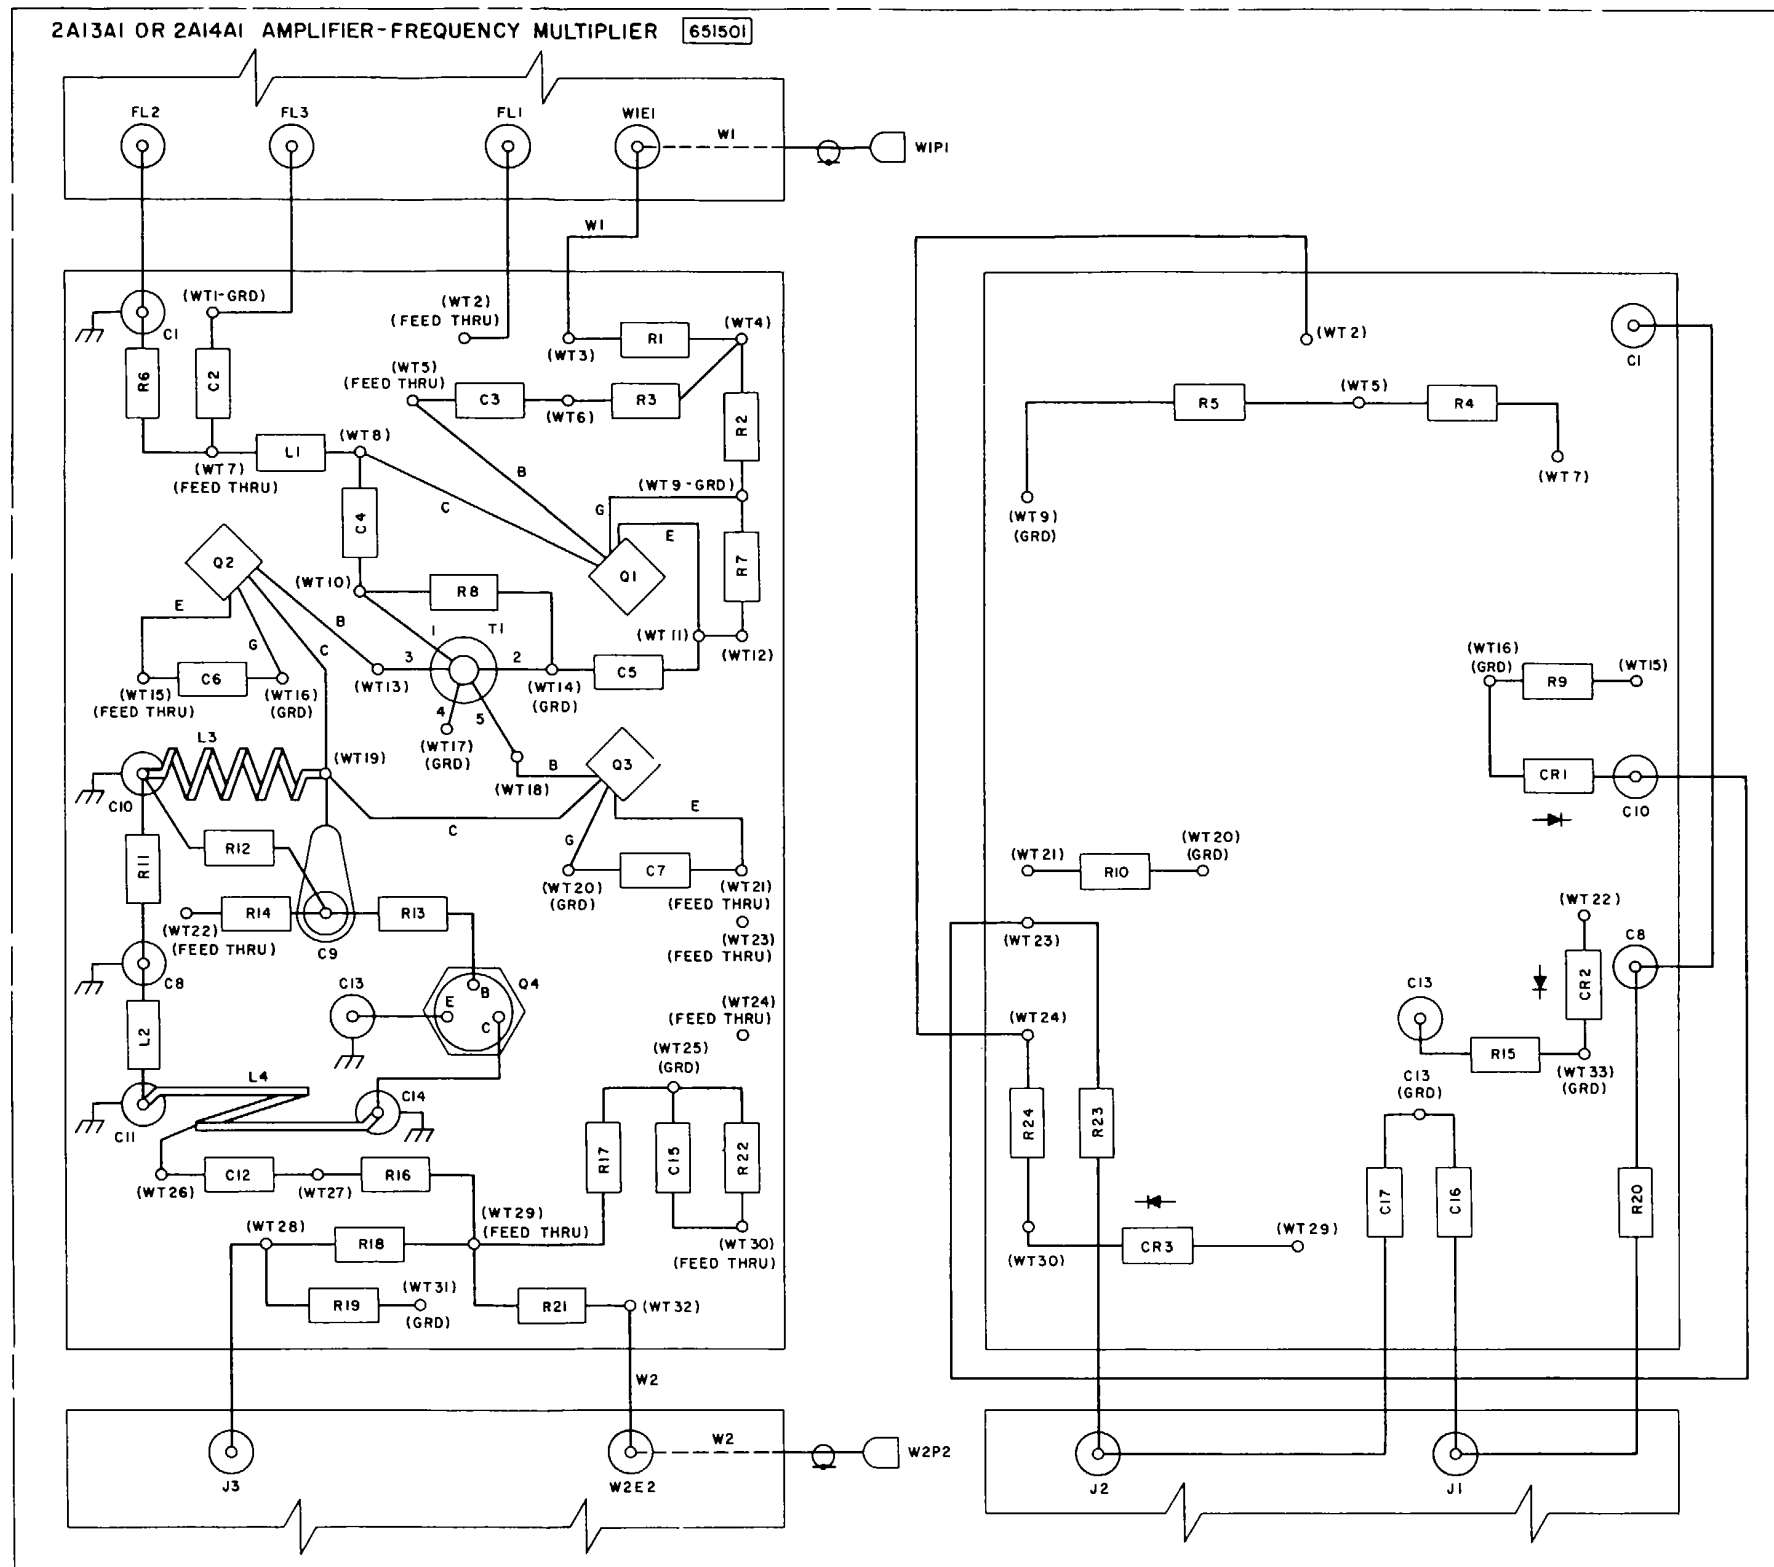 2A13A1 OR 2A14A1 AMPLIFIER-FREQUENCY MULTIPLIER 651501
FL2
FL3
FL1
W1E1
W1
W1P1
W1
(WT1-GRD)
C1
R6
C2
(WT2)
(FEED THRU)
(WT3)
R1
(WT4)
(WT5)
(FEED THRU)
C3
(WT6)
R3
R2
(WT7)
(FEED THRU)
L1
(WT8)
B
C
(WT9-GRD)
G
E
C4
Q2
Q1
R7
(WT10)
R8
E
B
G
C
1
T1
3
2
4
5
(WT11)
(WT12)
C6
(WT15)
(FEED THRU)
(WT16)
(GRD)
(WT13)
(WT14)
(GRD)
C5
(WT17)
(GRD)
L3
(WT19)
(WT18)
B
Q3
E
C10
C
G
R11
R12
C7
(WT20)
(GRD)
(WT21)
(FEED THRU)
R14
R13
(WT22)
(FEED THRU)
C9
(WT23)
(FEED THRU)
C8
C13
E
B
C
Q4
(WT24)
(FEED THRU)
L2
L4
C14
(WT25)
(GRD)
C11
R17
C15
R22
(WT26)
C12
(WT27)
R16
(WT28)
R18
(WT29)
(FEED THRU)
(WT30)
(FEED THRU)
R19
(WT31)
(GRD)
R21
(WT32)
W2
J3
W2E2
W2
W2P2
(WT2)
C1
R5
(WT5)
R4
(WT7)
(WT9)
(GRD)
(WT16)
(GRD)
R9
(WT15)
CR1
C10
(WT21)
R10
(WT20)
(GRD)
(WT23)
(WT22)
C8
CR2
C13
(WT24)
R15
(WT33)
(GRD)
C13
(GRD)
R24
R23
C17
C16
R20
(WT30)
CR3
(WT29)
J2
J1